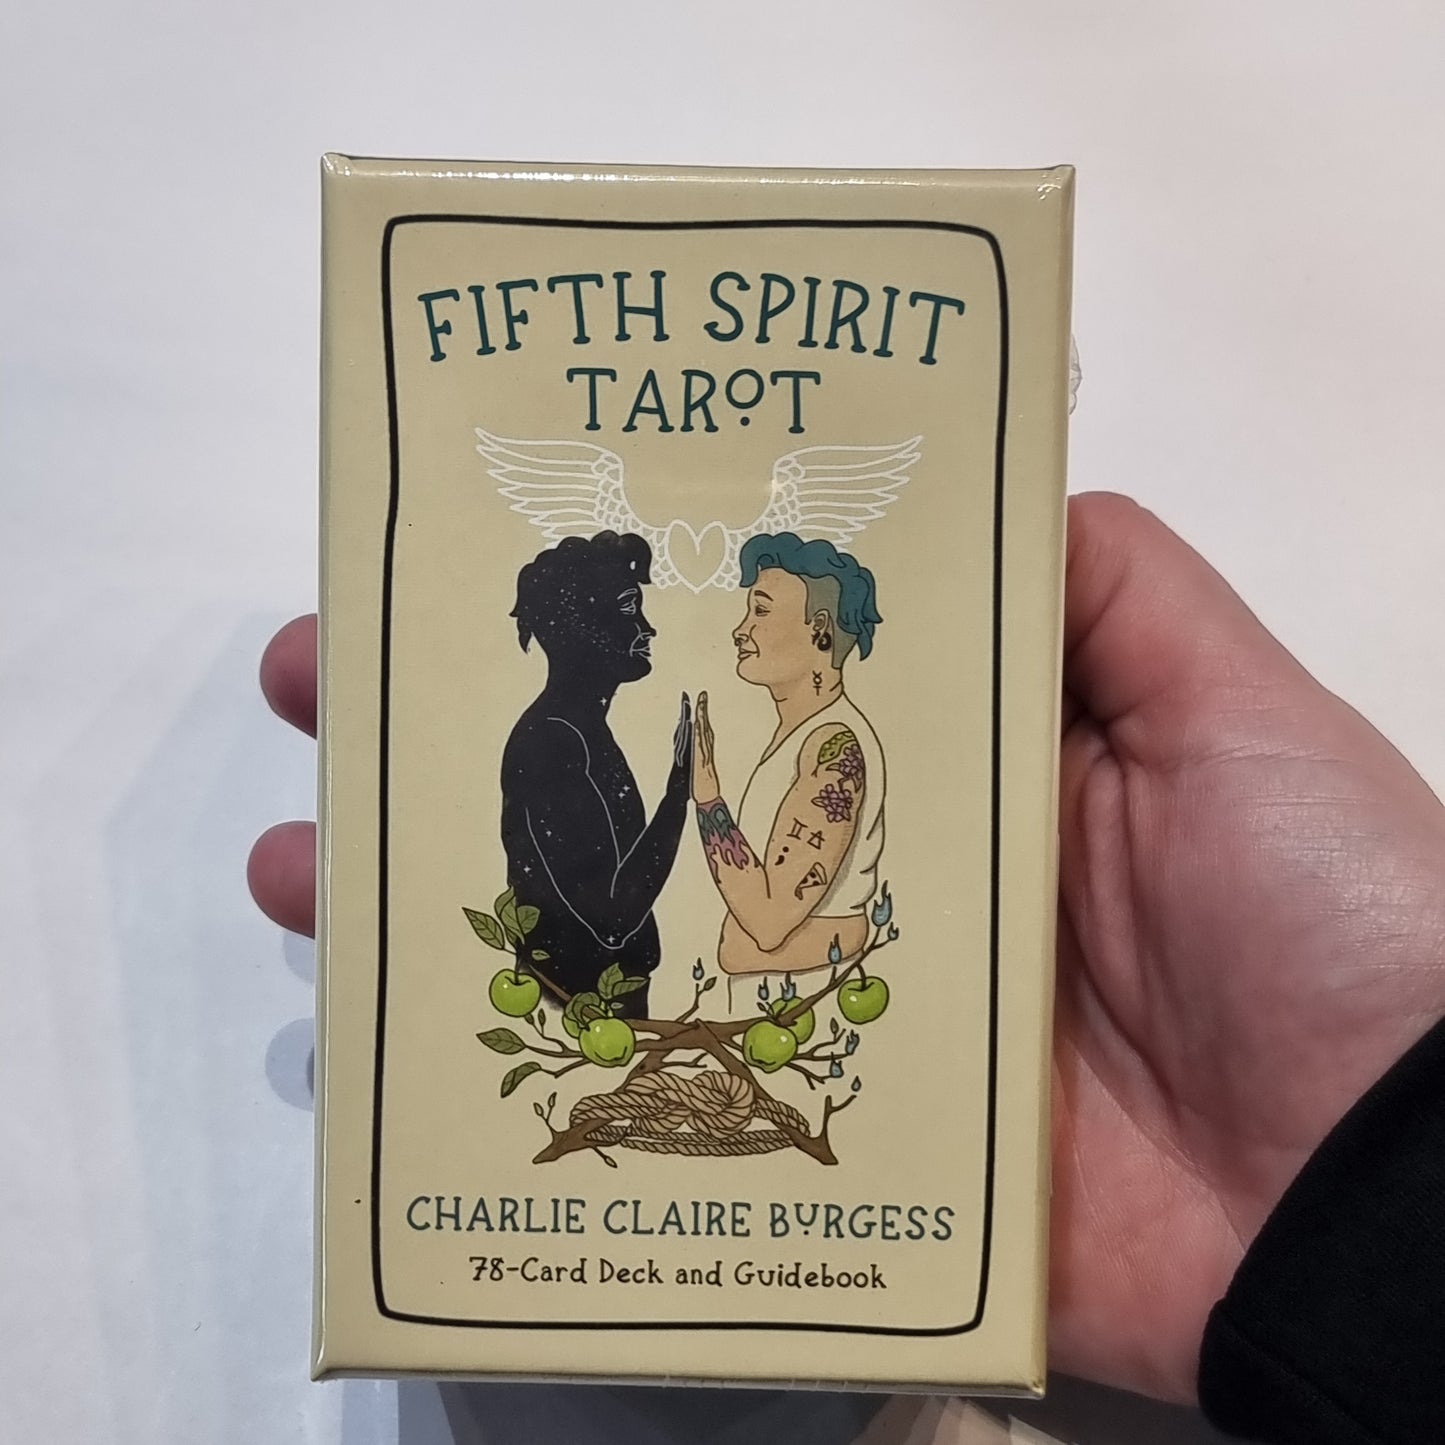 FIFTH SPIRIT
TAROT
CHARLIE CLAIRE BURGESS
78-Card Deck and Guidebook